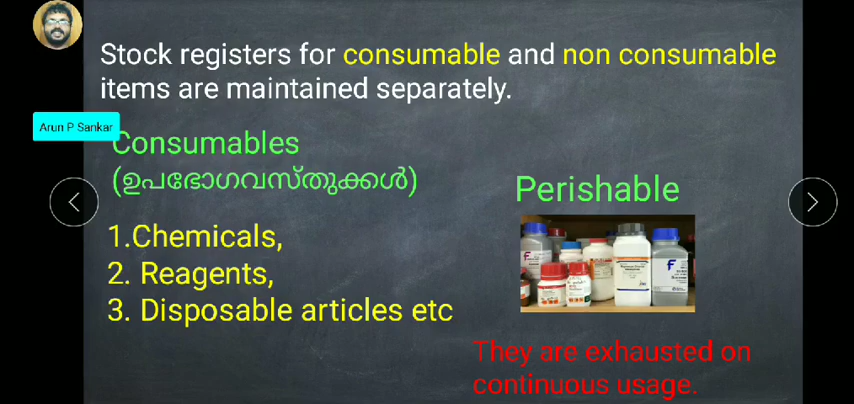 Stock registers for consumable and non consumable
items are maintained separately.
Arun P Sankar
Consumables
(ഉപഭോഗവസ്തുക്കൾ)
Perishable
1.Chemicals,
2. Reagents,
3. Disposable articles etc
They are exhausted on
continuous usage.